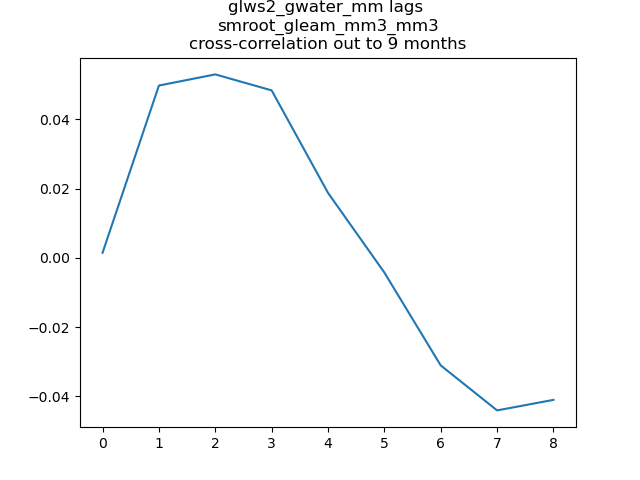 glws2_gwater_mm lags
smroot_gleam_mm3_mm3
cross-correlation out to 9 months
0.04
0.02
0.00
−0.02
−0.04
0 1 2 3 4 5 6 7 8